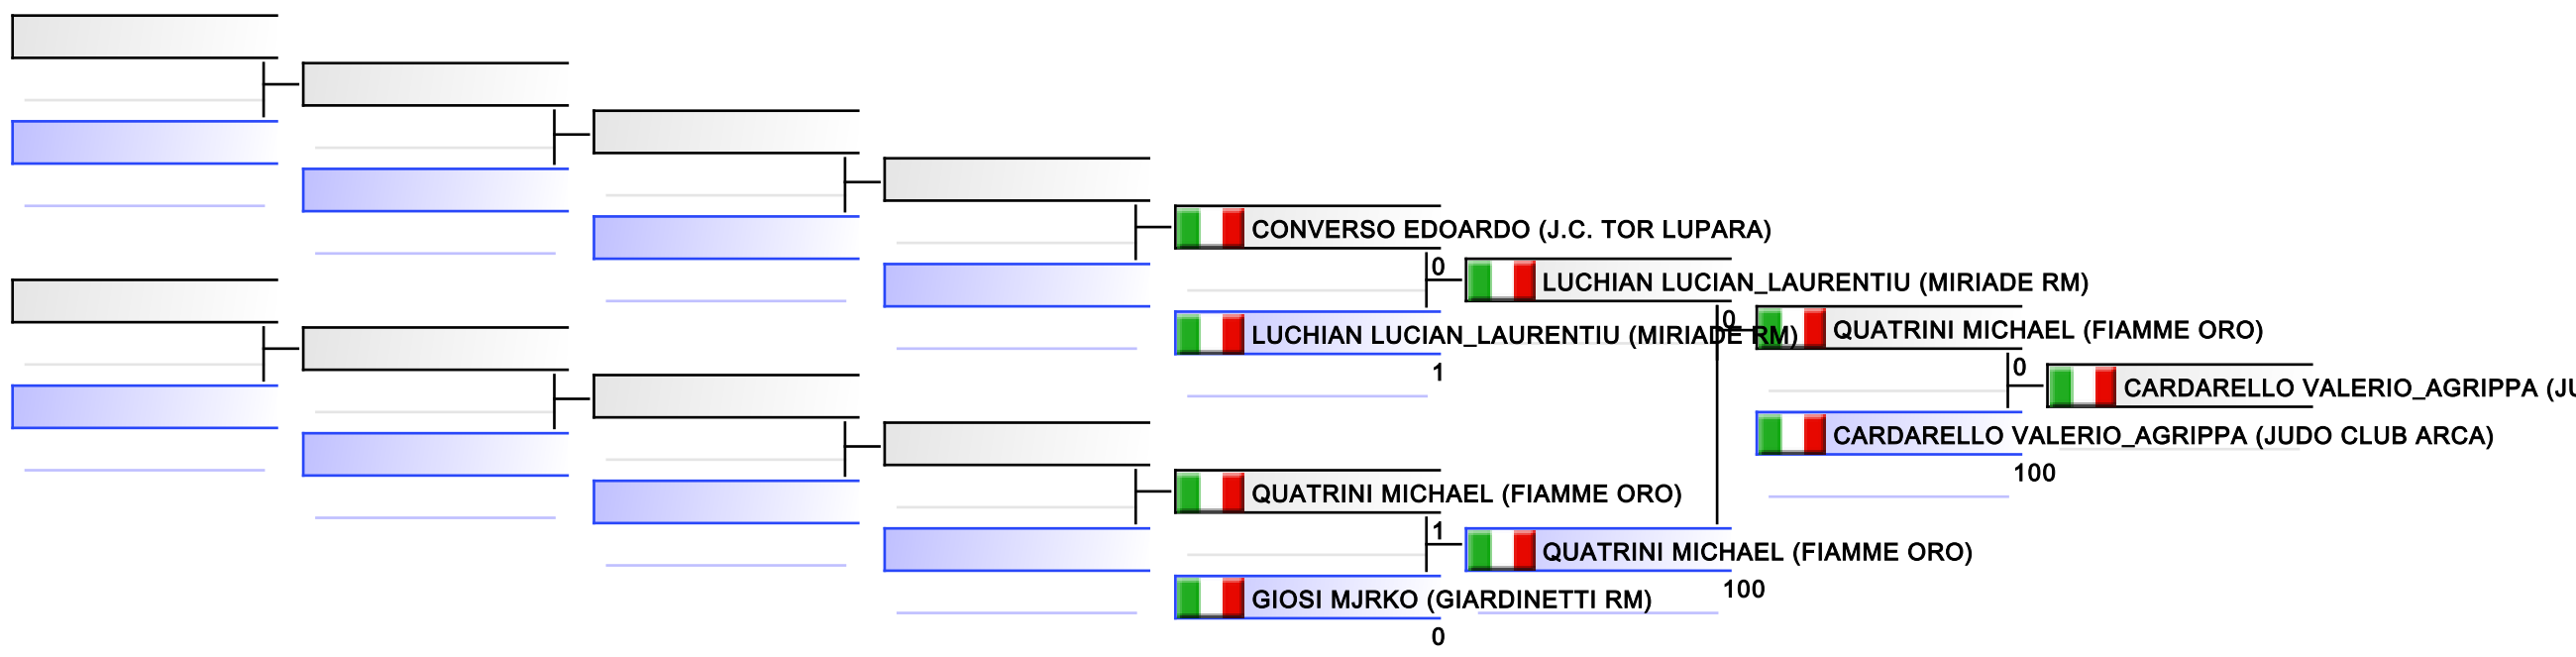 CONVERSO EDOARDO (J.C. TOR LUPARA)
0
LUCHIAN LUCIAN_LAURENTIU (MIRIADE RM)
1
QUATRINI MICHAEL (FIAMME ORO)
1
GIOSI MJRKO (GIARDINETTI RM)
0
LUCHIAN LUCIAN_LAURENTIU (MIRIADE RM)
0
QUATRINI MICHAEL (FIAMME ORO)
100
QUATRINI MICHAEL (FIAMME ORO)
0
CARDARELLO VALERIO_AGRIPPA (JUDO CLUB ARCA)
100
CARDARELLO VALERIO_AGRIPPA (JU